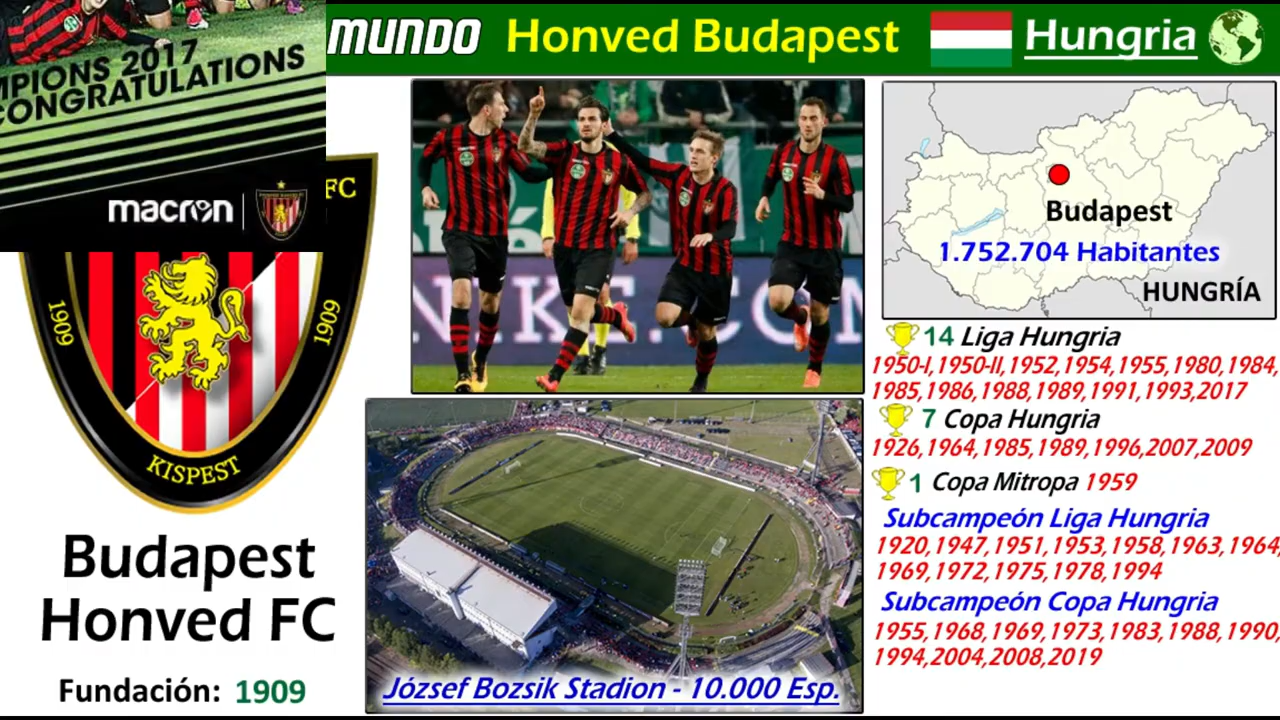 MUNDO Honved Budapest Hungria
MPIONS 2017
CONGRATULATIONS
macron
FC
1909
1909
KISPEST
Budapest
Honved FC
Fundación: 1909
NIKE.COM
József Bozsik Stadion - 10.000 Esp.
Budapest
1.752.704 Habitantes
HUNGRÍA
14 Liga Hungria
1950-I,1950-II,1952,1954,1955,1980,1984,
1985,1986,1988,1989,1991,1993,2017
7 Copa Hungria
1926,1964,1985,1989,1996,2007,2009
1 Copa Mitropa 1959
Subcampeón Liga Hungria
1920,1947,1951,1953,1958,1963,1964,
1969,1972,1975,1978,1994
Subcampeón Copa Hungria
1955,1968,1969,1973,1983,1988,1990,
1994,2004,2008,2019